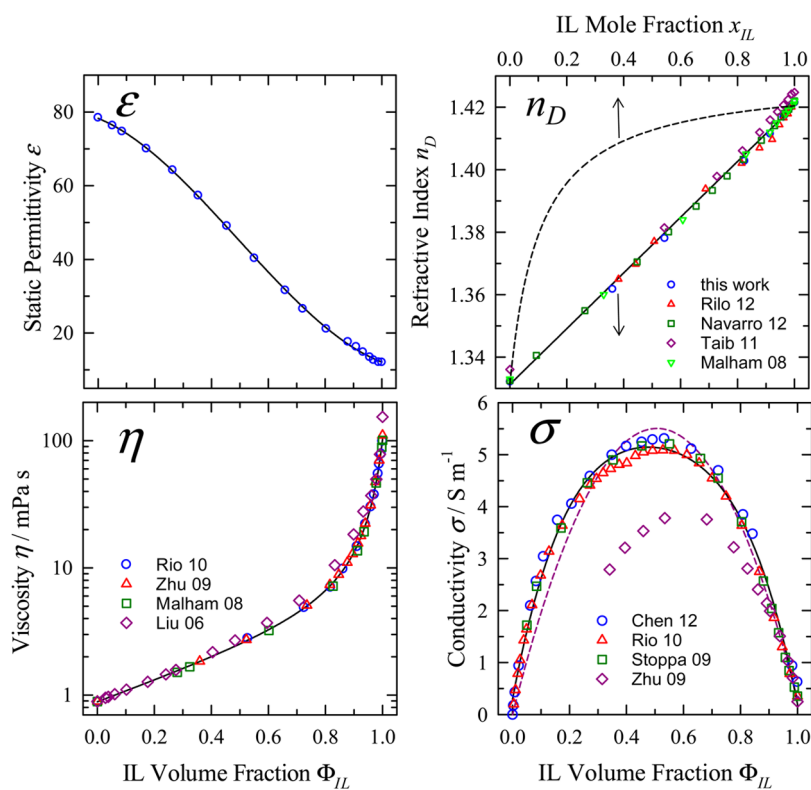 IL Mole Fraction x_IL
0.0 0.2 0.4 0.6 0.8 1.0
ε
Static Permittivity ε
80
60
40
20
n_D
Refractive Index n_D
1.42
1.40
1.38
1.36
1.34
this work
Rilo 12
Navarro 12
Taib 11
Malham 08
η
Viscosity η / mPa s
100
10
1
Rio 10
Zhu 09
Malham 08
Liu 06
0.0 0.2 0.4 0.6 0.8 1.0
IL Volume Fraction Φ_IL
σ
Conductivity σ / S m⁻¹
6
5
4
3
2
1
0
Chen 12
Rio 10
Stoppa 09
Zhu 09
0.0 0.2 0.4 0.6 0.8 1.0
IL Volume Fraction Φ_IL